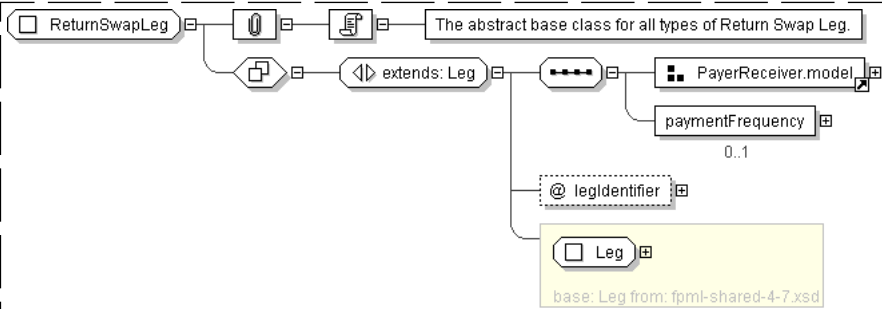 ReturnSwapLeg
The abstract base class for all types of Return Swap Leg.
extends: Leg
PayerReceiver.model
paymentFrequency
0..1
@ legIdentifier
Leg
base: Leg from: fpml-shared-4-7.xsd